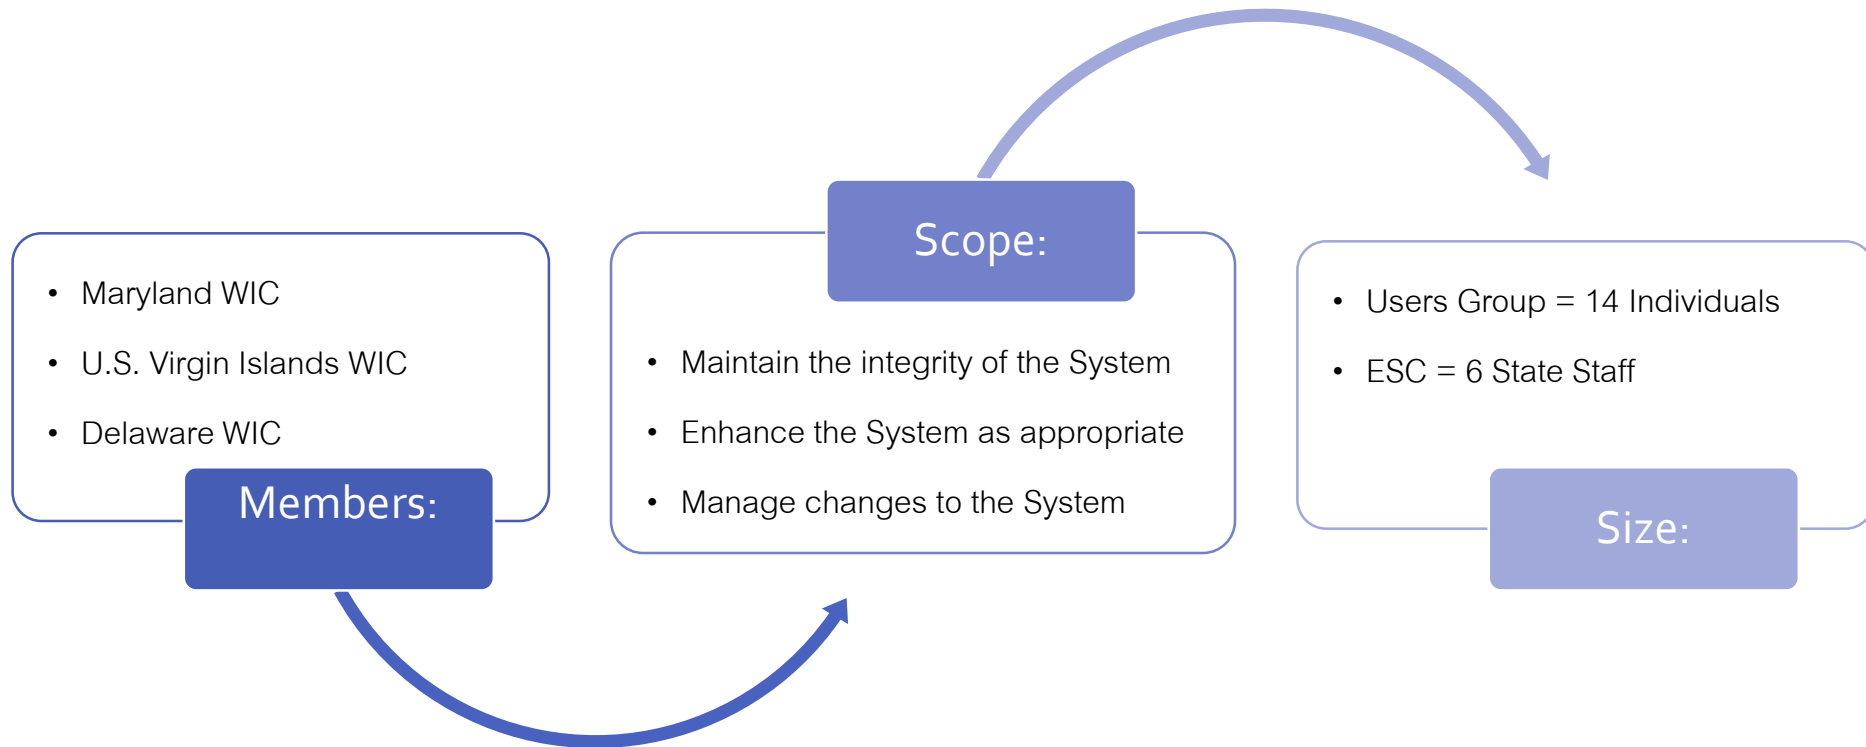 • Maryland WIC
• U.S. Virgin Islands WIC
• Delaware WIC
Members:
Scope:
• Maintain the integrity of the System
• Enhance the System as appropriate
• Manage changes to the System
• Users Group = 14 Individuals
• ESC = 6 State Staff
Size: